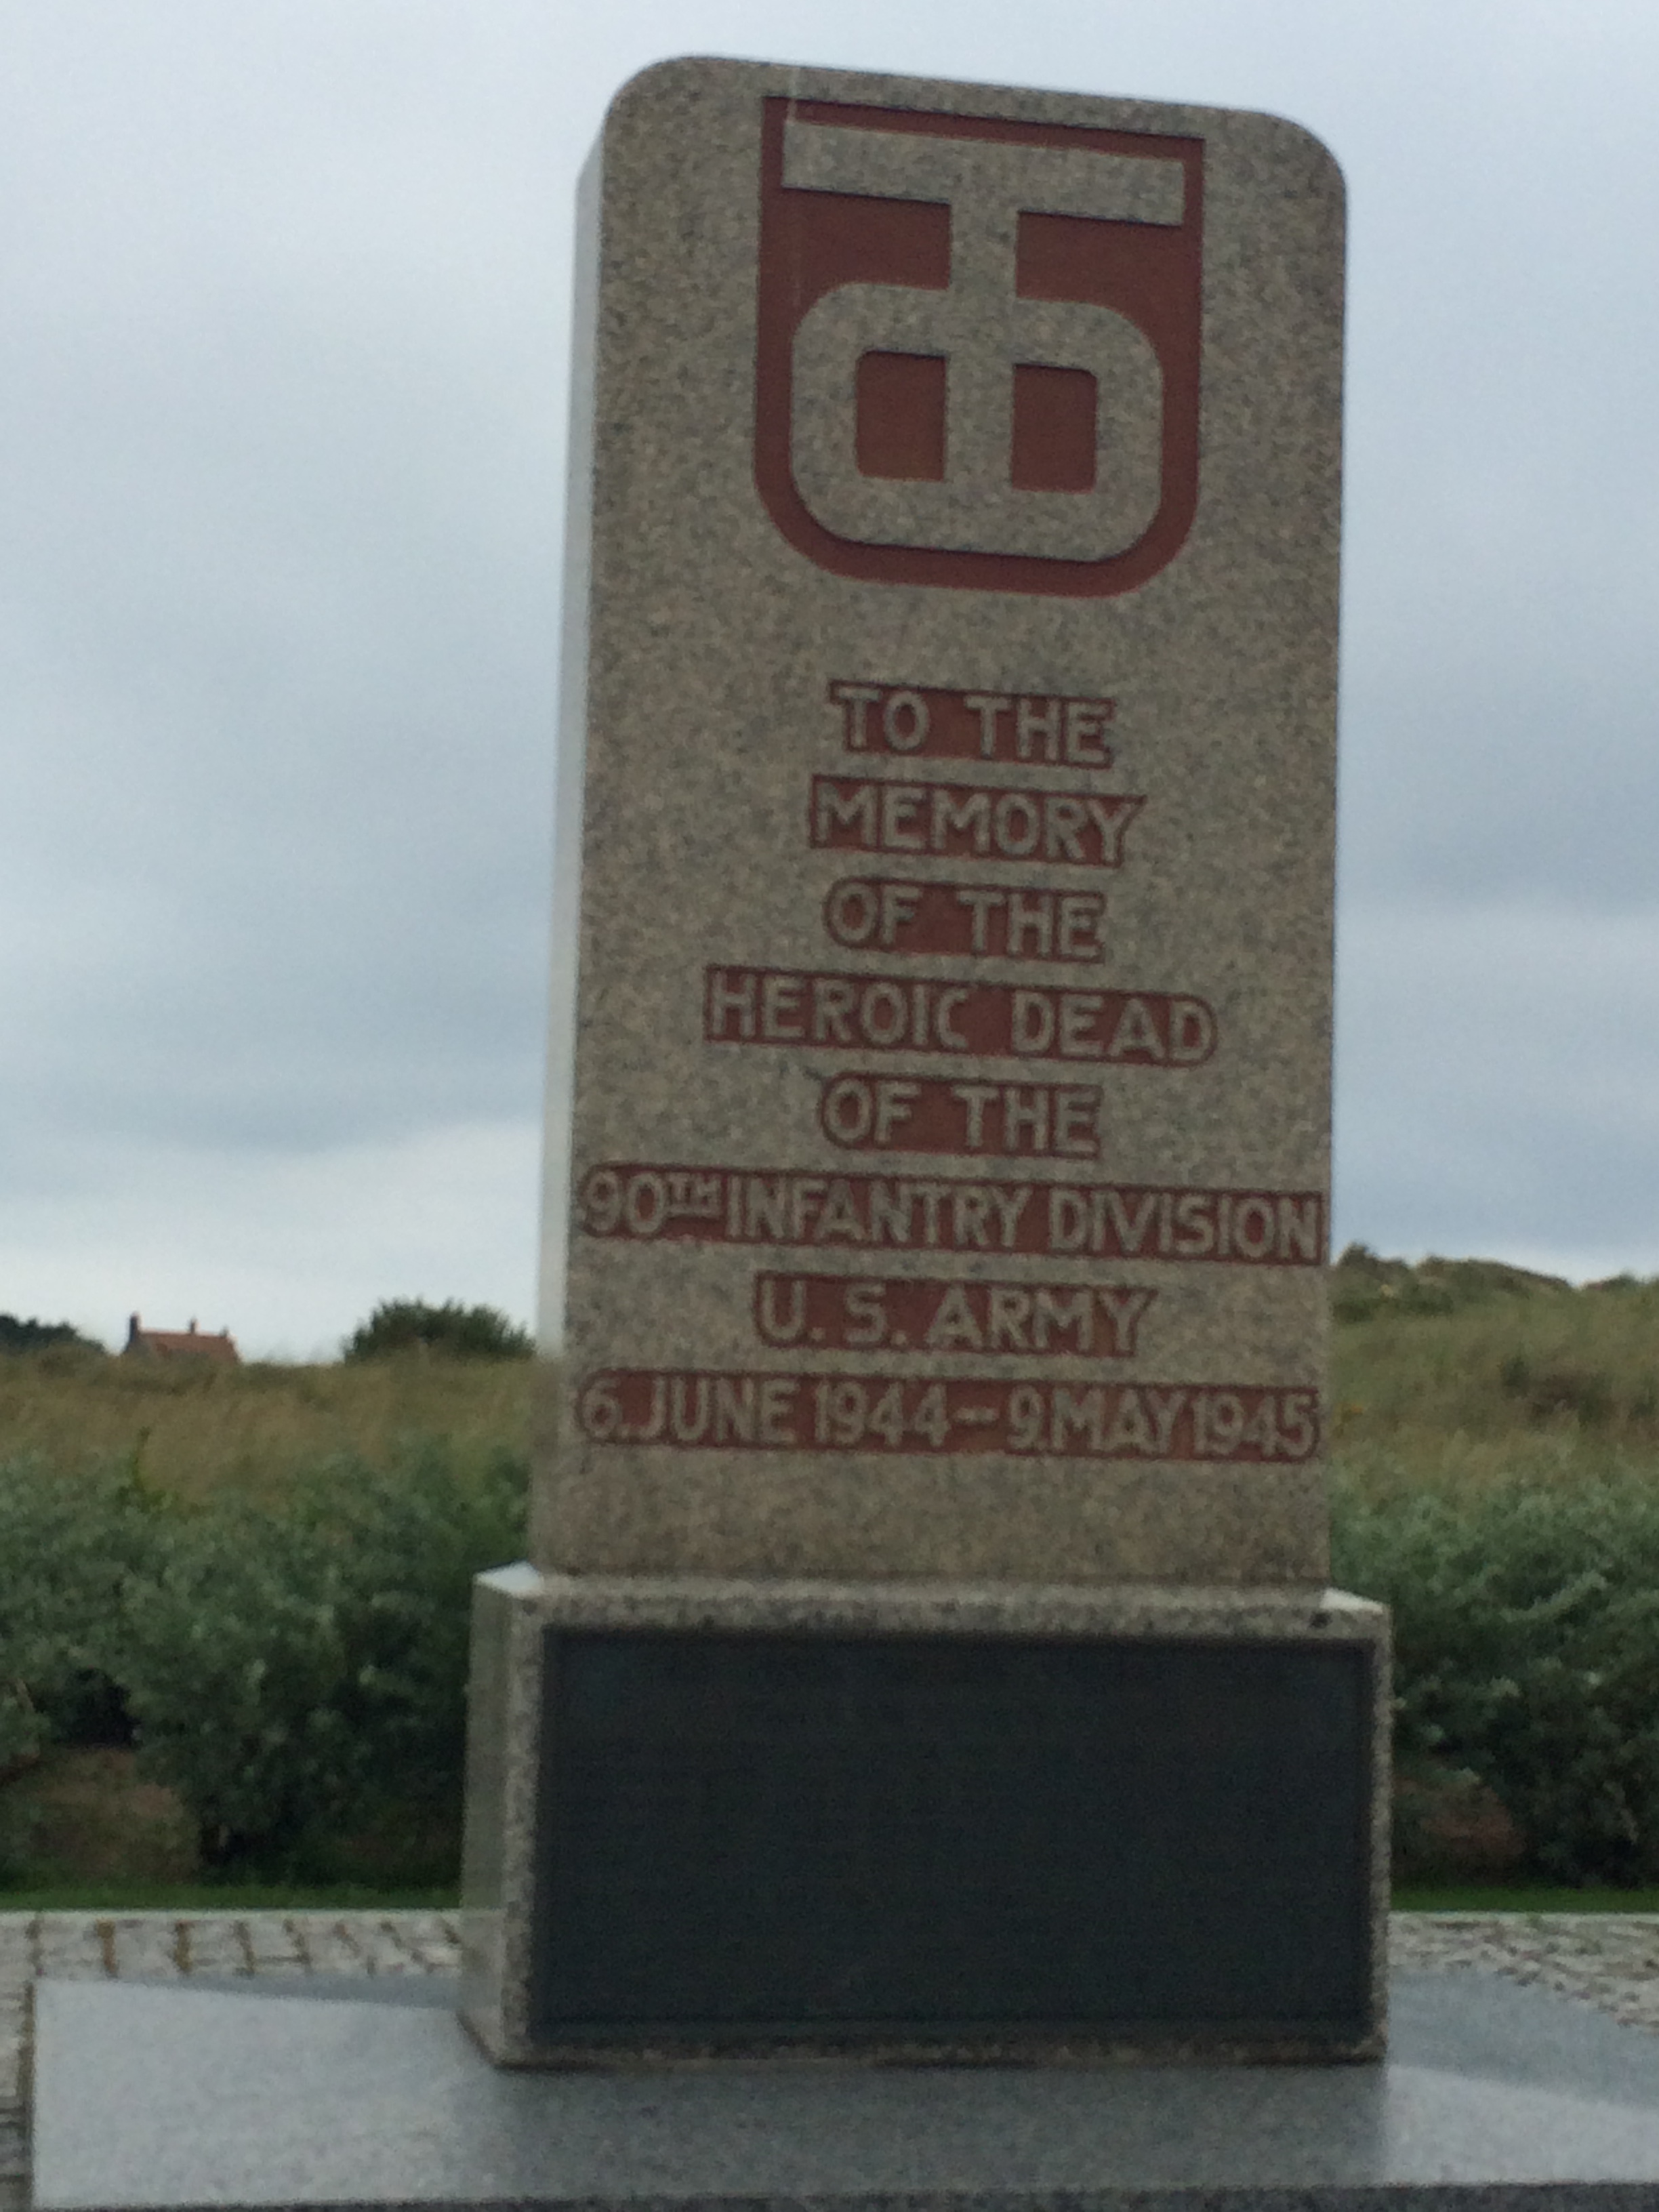 TO
TO THE
MEMORY
OF THE
HEROIC DEAD
OF THE
90TH INFANTRY DIVISION
U. S. ARMY
6.JUNE 1944-9.MAY 1945